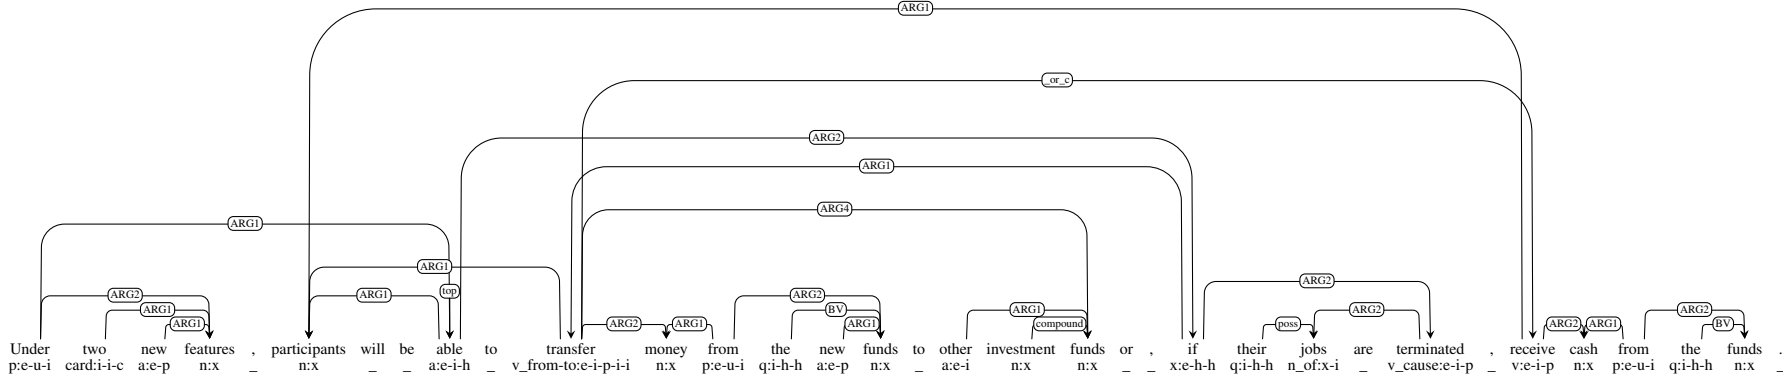 ARG1
_or_c
ARG2
ARG1
ARG4
ARG1
ARG1
ARG2
top
ARG2 ARG1 ARG2
ARG1 BV ARG1 ARG2
ARG1 ARG2 ARG1 ARG1 compound poss ARG2 ARG2 ARG1 BV
Under two new features , participants will be able to transfer money from the new funds to other investment funds or , if their jobs are terminated , receive cash from the funds .
p:e-u-i card:i-i-c a:e-p n:x _ n:x _ _ a:e-i-h _ v_from-to:e-i-p-i-i n:x p:e-u-i q:i-h-h a:e-p n:x _ a:e-i n:x n:x _ _ x:e-h-h q:i-h-h n_of:x-i _ v_cause:e-i-p _ v:e-i-p n:x p:e-u-i q:i-h-h n:x _